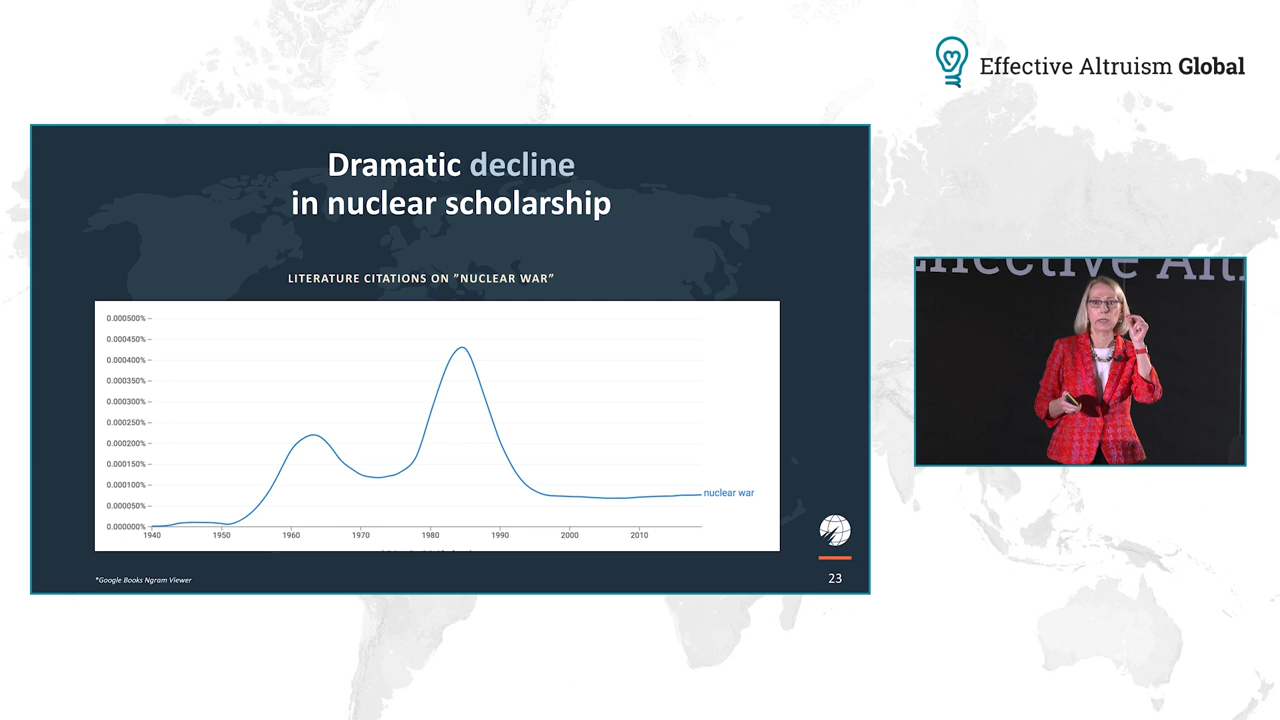 Effective Altruism Global
Dramatic decline
in nuclear scholarship
LITERATURE CITATIONS ON ”NUCLEAR WAR”
0.000500%
0.000450%
0.000400%
0.000350%
0.000300%
0.000250%
0.000200%
0.000150%
0.000100%
0.000050%
0.000000%
nuclear war
1940 1950 1960 1970 1980 1990 2000 2010
*Google Books Ngram Viewer
23
Effective Alt